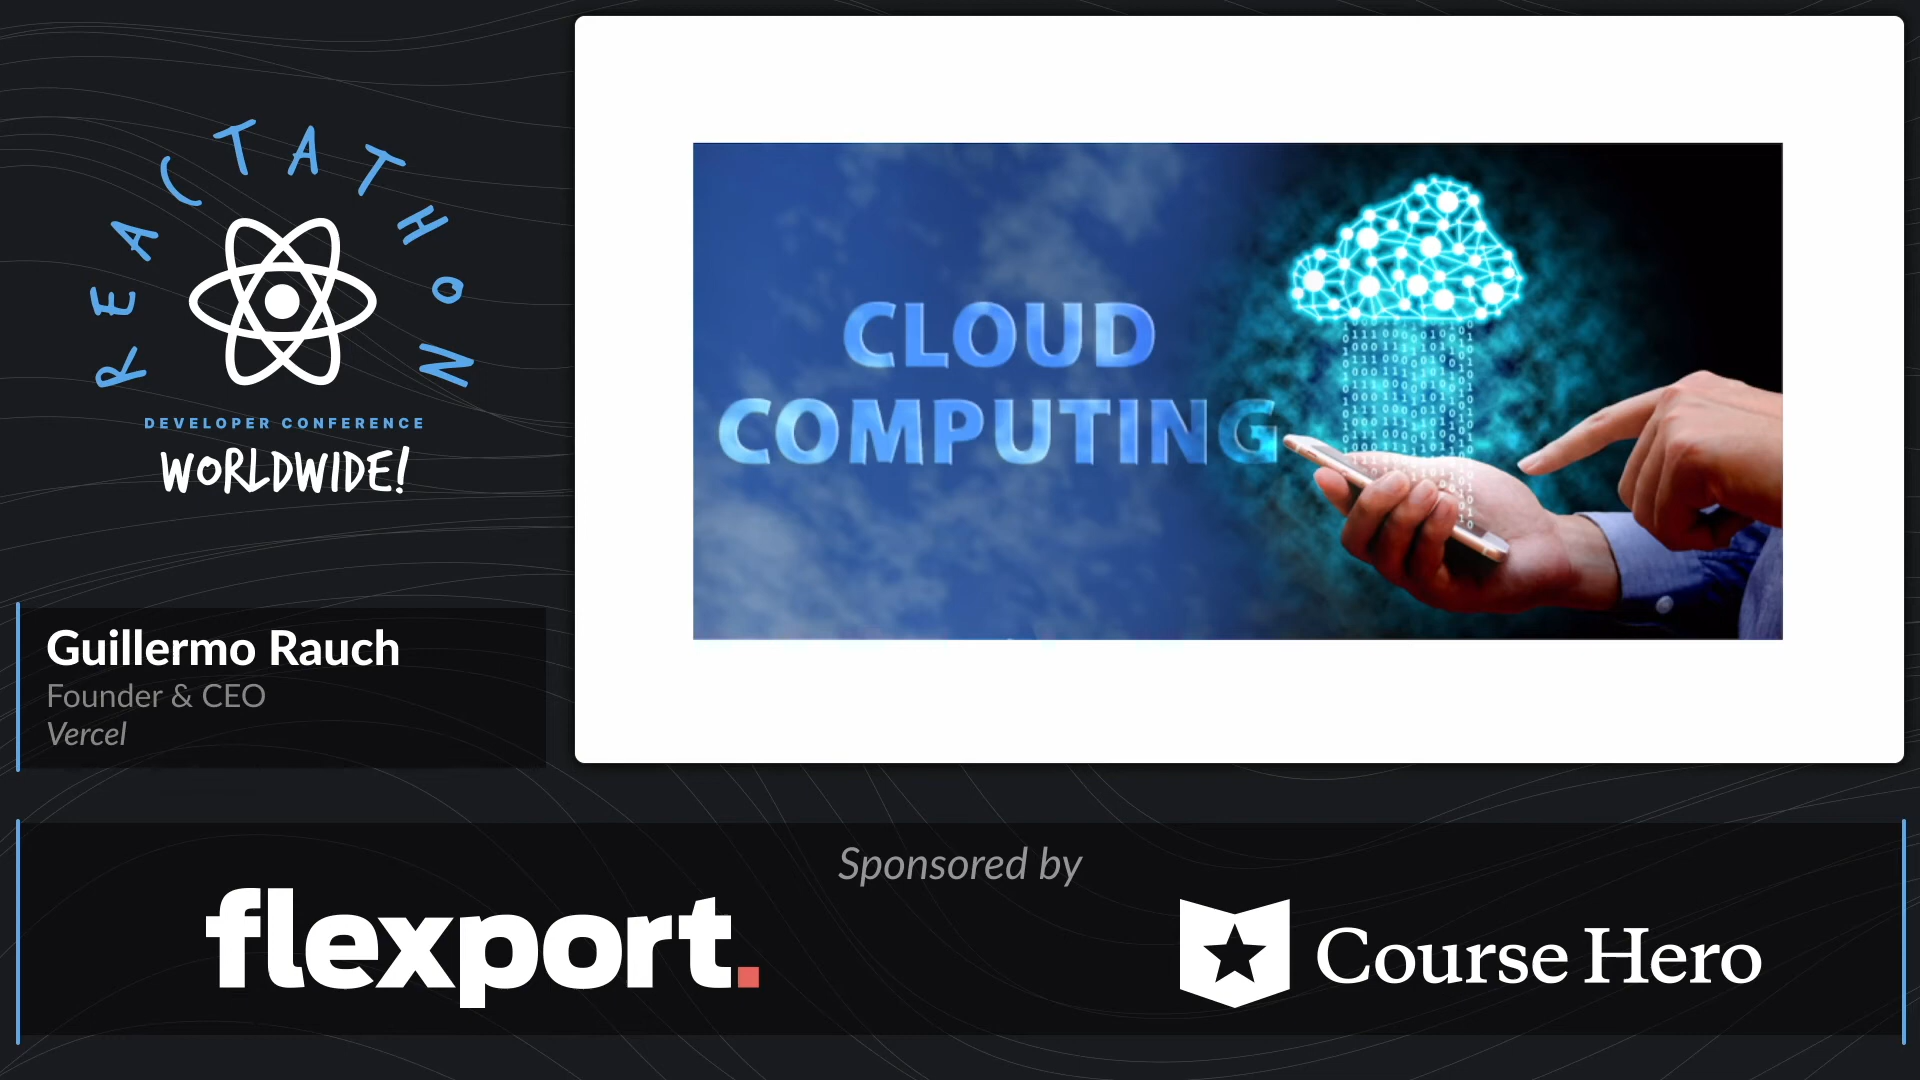 REACTATHON
DEVELOPER CONFERENCE
WORLDWIDE!
CLOUD
COMPUTING
Guillermo Rauch
Founder & CEO
Vercel
Sponsored by
flexport.
Course Hero